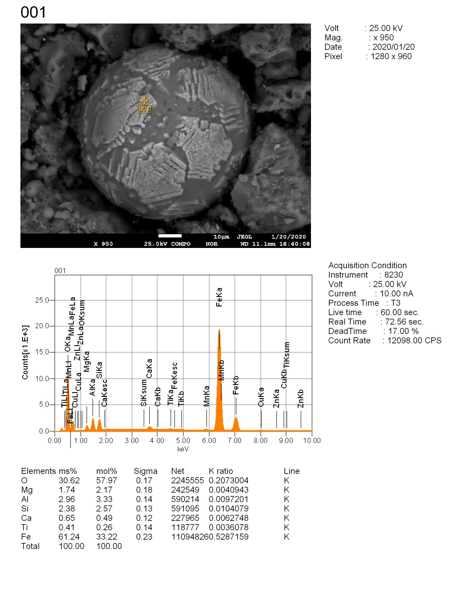 001
Volt : 25.00 kV
Mag. : x 950
Date : 2020/01/20
Pixel : 1280 x 960
10µm JEOL 1/20/2020
X 950 25.0kV COMPO NOR WD 11.1mm 16:40:08
Acquisition Condition
Instrument : 8230
Volt : 25.00 kV
Current : 10.00 nA
Process Time : T3
Live time : 60.00 sec.
Real Time : 72.56 sec.
DeadTime : 17.00 %
Count Rate : 12098.00 CPS
001
Counts[x1.E+3]
25.0
20.0
15.0
10.0
5.0
0.0
0.00 1.00 2.00 3.00 4.00 5.00 6.00 7.00 8.00 9.00 10.00
keV
OKa
MnLa
FeLa
ZnLa
OKsum
CuLl
CuLa
MgKa
AlKa
SiKa
CaKesc
SiKsum
CaKa
CaKb
TiKa
FeKesc
TiKb
MnKa
FeKa
MnKb
FeKb
CuKa
ZnKa
CuKb
TiKsum
ZnKb
Elements ms% mol% Sigma Net K ratio Line
O 30.62 57.97 0.17 2245555 0.2073004 K
Mg 1.74 2.17 0.18 242549 0.0040943 K
Al 2.96 3.33 0.14 590214 0.0097201 K
Si 2.38 2.57 0.13 591095 0.0104079 K
Ca 0.65 0.49 0.12 227965 0.0062748 K
Ti 0.41 0.26 0.14 118777 0.0036078 K
Fe 61.24 33.22 0.23 11094826 0.5287159 K
Total 100.00 100.00